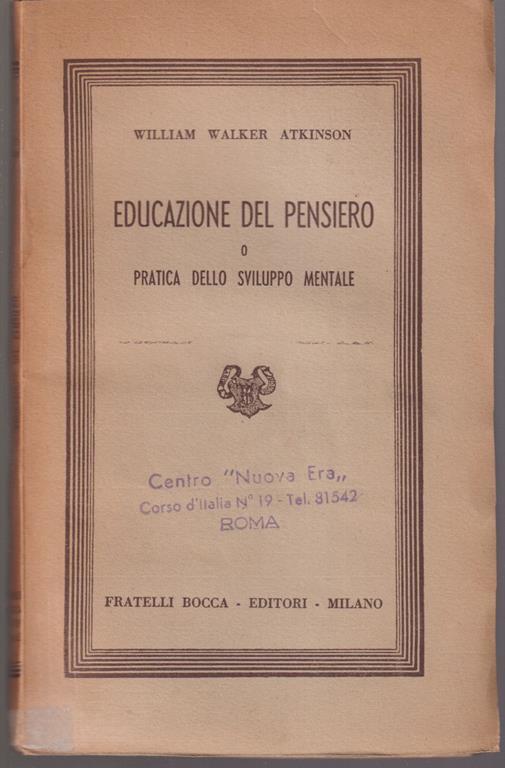 WILLIAM WALKER ATKINSON
EDUCAZIONE DEL PENSIERO
O
PRATICA DELLO SVILUPPO MENTALE
Centro "Nuova Era„
Corso d'Italia N° 19 - Tel. 81542
ROMA
FRATELLI BOCCA - EDITORI - MILANO